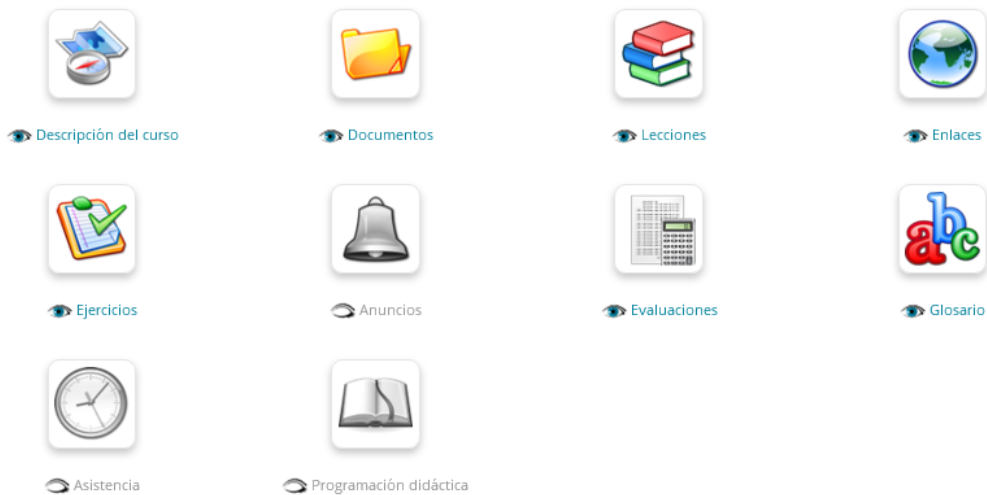 Descripción del curso
Documentos
Lecciones
Enlaces
Ejercicios
Anuncios
Evaluaciones
Glosario
Asistencia
Programación didáctica